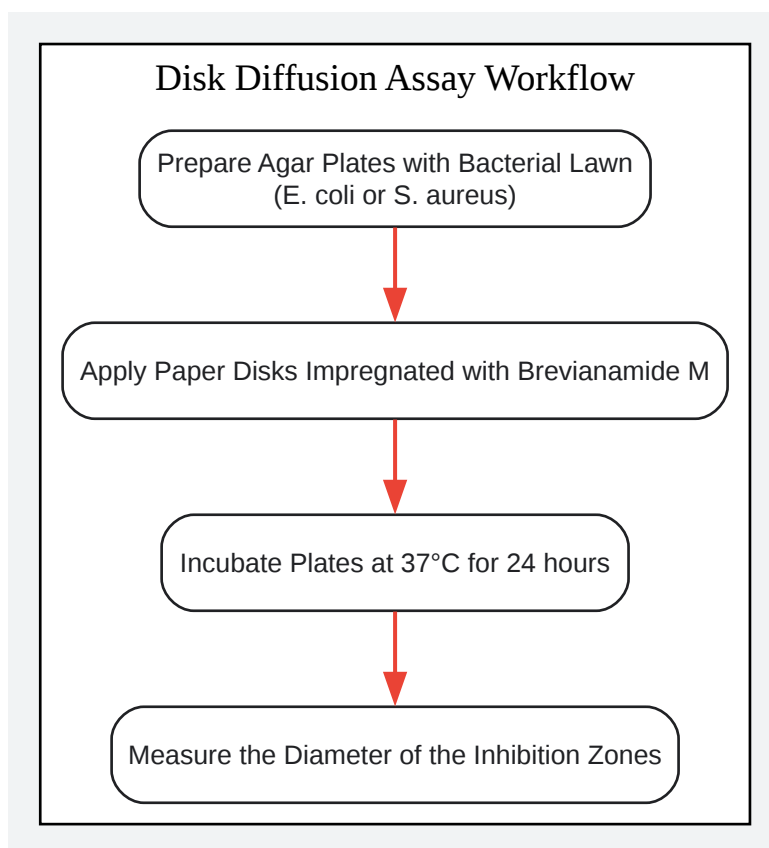 Disk Diffusion Assay Workflow
Prepare Agar Plates with Bacterial Lawn
(E. coli or S. aureus)
Apply Paper Disks Impregnated with Brevianamide M
Incubate Plates at 37°C for 24 hours
Measure the Diameter of the Inhibition Zones